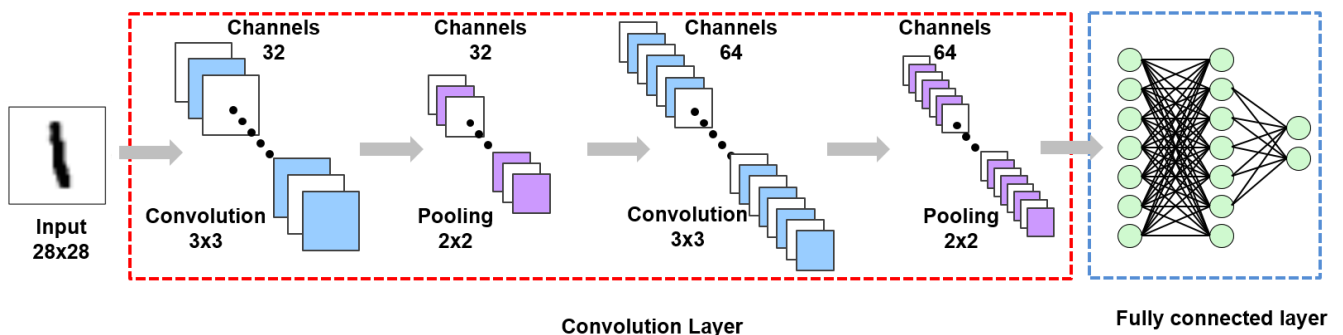 Channels
32
Channels
32
Channels
64
Channels
64
Input
28x28
Convolution
3x3
Pooling
2x2
Convolution
3x3
Pooling
2x2
Convolution Layer
Fully connected layer